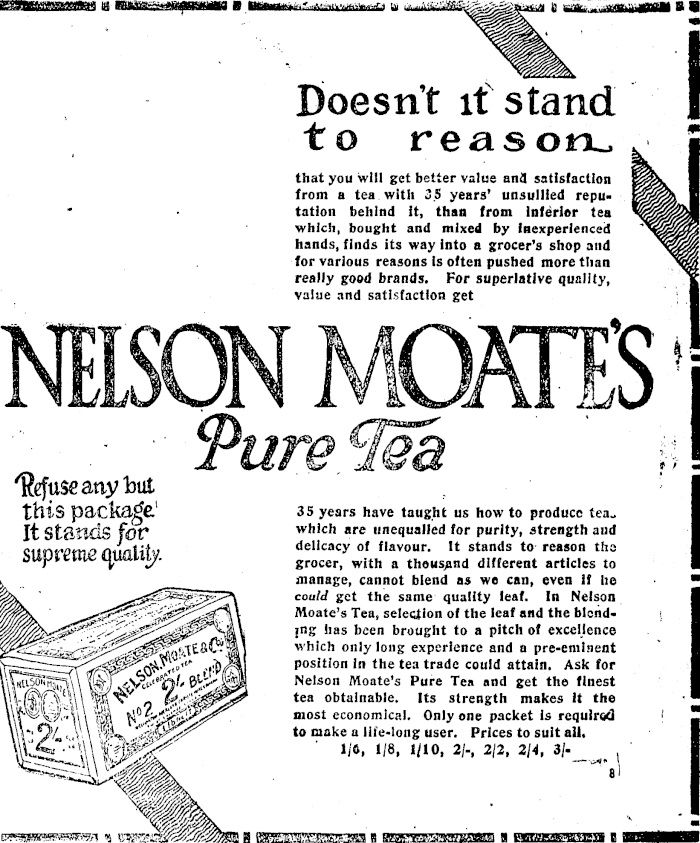 Doesn't it stand
to reason
that you will get better value and satisfaction
from a tea with 35 years' unsullied repu-
tation behind it, than from inferior tea
which, bought and mixed by inexperienced
hands, finds its way into a grocer's shop and
for various reasons is often pushed more than
really good brands. For superlative quality,
value and satisfaction get
NELSON MOATE'S
Pure Tea
Refuse any but
this package
It stands for
supreme quality.
35 years have taught us how to produce teas
which are unequalled for purity, strength and
delicacy of flavour. It stands to reason the
grocer, with a thousand different articles to
manage, cannot blend as we can, even if he
could get the same quality leaf. In Nelson
Moate's Tea, selection of the leaf and the blend-
ing has been brought to a pitch of excellence
which only long experience and a pre-eminent
position in the tea trade could attain. Ask for
Nelson Moate's Pure Tea and get the finest
tea obtainable. Its strength makes it the
most economical. Only one packet is required
to make a life-long user. Prices to suit all.
1/6, 1/8, 1/10, 2/-, 2/2, 2/4, 3/-
8
NELSON, MOATE & Co
CELEBRATED TEA
No 2 2/- BLEND
NELSON MOATE
2/-